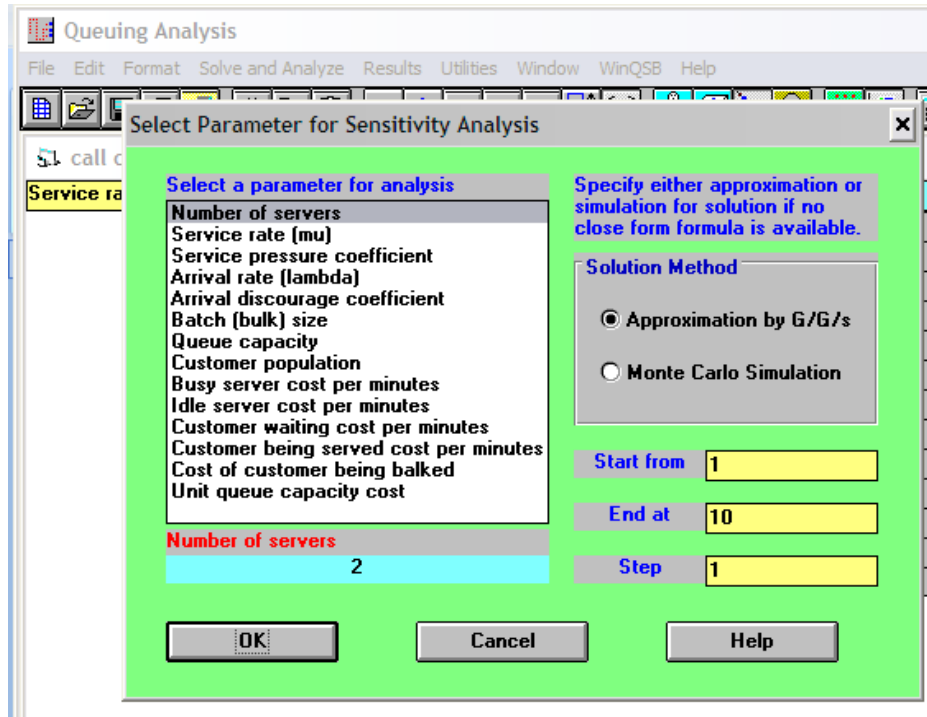 Queuing Analysis
File Edit Format Solve and Analyze Results Utilities Window WinQSB Help
Select Parameter for Sensitivity Analysis
call c
Service ra
Select a parameter for analysis
Number of servers
Service rate (mu)
Service pressure coefficient
Arrival rate (lambda)
Arrival discourage coefficient
Batch (bulk) size
Queue capacity
Customer population
Busy server cost per minutes
Idle server cost per minutes
Customer waiting cost per minutes
Customer being served cost per minutes
Cost of customer being balked
Unit queue capacity cost
Number of servers
2
Specify either approximation or
simulation for solution if no
close form formula is available.
Solution Method
Approximation by G/G/s
Monte Carlo Simulation
Start from 1
End at 10
Step 1
OK Cancel Help